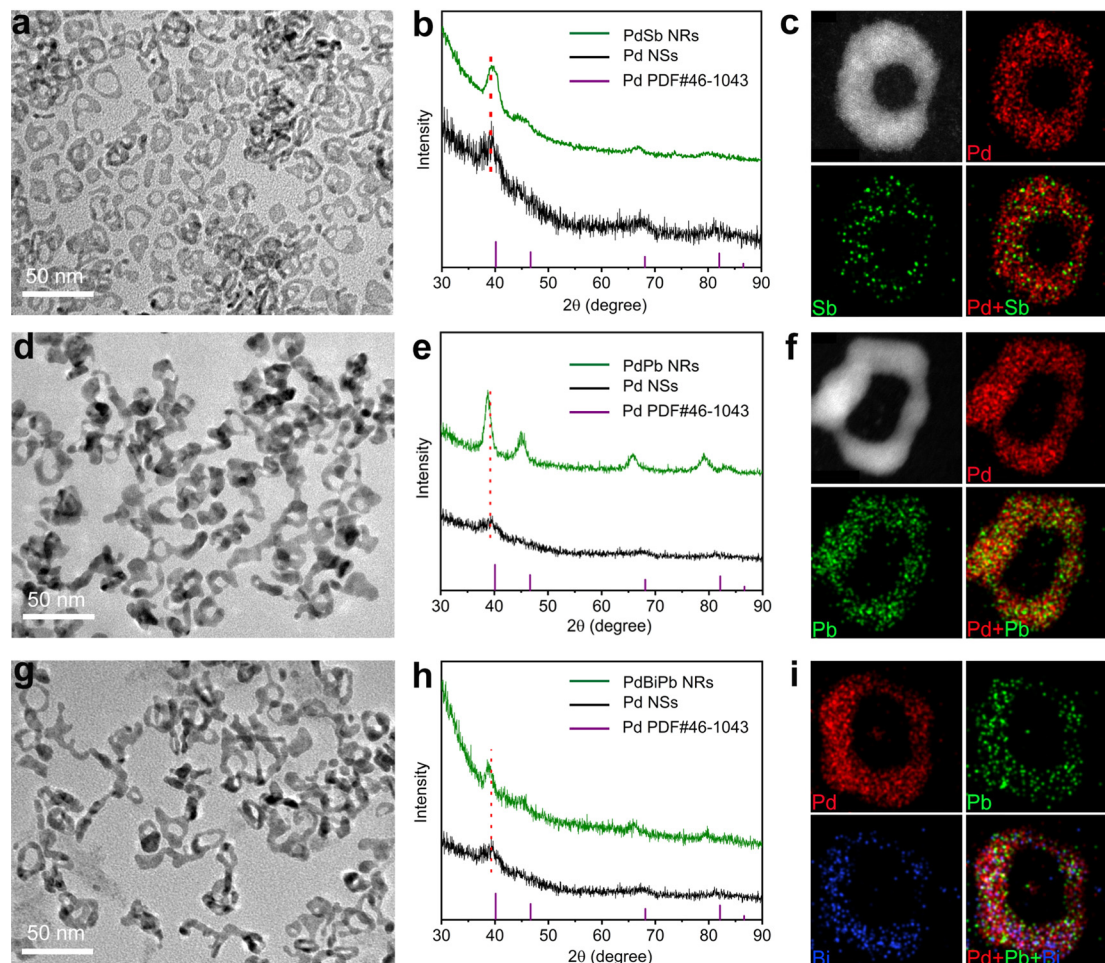 a
50 nm
b
PdSb NRs
Pd NSs
Pd PDF#46-1043
Intensity
30 40 50 60 70 80 90
2θ (degree)
c
Pd
Sb
Pd+Sb
d
50 nm
e
PdPb NRs
Pd NSs
Pd PDF#46-1043
Intensity
30 40 50 60 70 80 90
2θ (degree)
f
Pd
Pb
Pd+Pb
g
50 nm
h
PdBiPb NRs
Pd NSs
Pd PDF#46-1043
Intensity
30 40 50 60 70 80 90
2θ (degree)
i
Pd
Pb
Bi
Pd+Pb+Bi